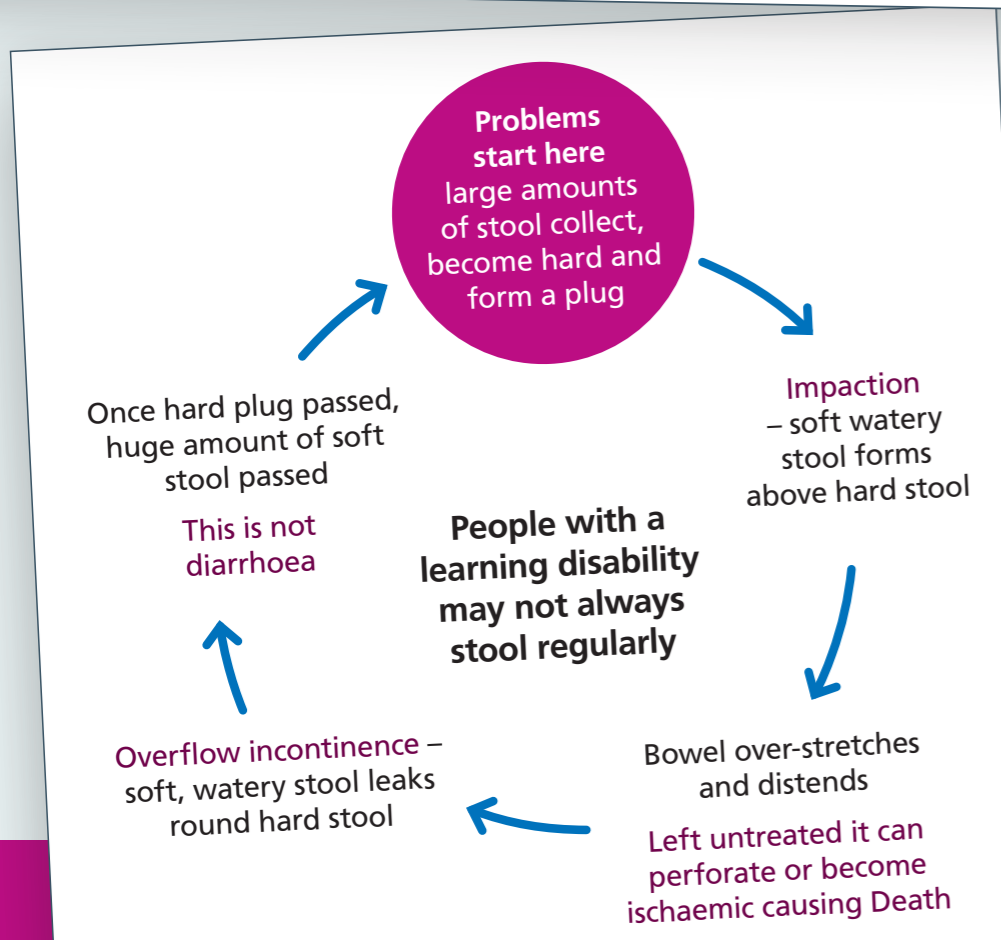 Problems
start here
large amounts
of stool collect,
become hard and
form a plug
Impaction
– soft watery
stool forms
above hard stool
Bowel over-stretches
and distends
Left untreated it can
perforate or become
ischaemic causing Death
Overflow incontinence –
soft, watery stool leaks
round hard stool
Once hard plug passed,
huge amount of soft
stool passed
This is not
diarrhoea
People with a
learning disability
may not always
stool regularly